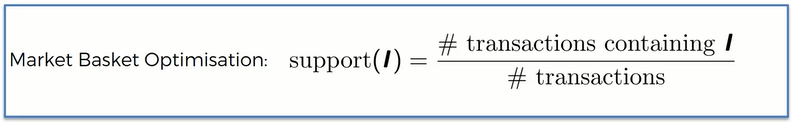 Market Basket Optimisation: support(I) = # transactions containing I / # transactions